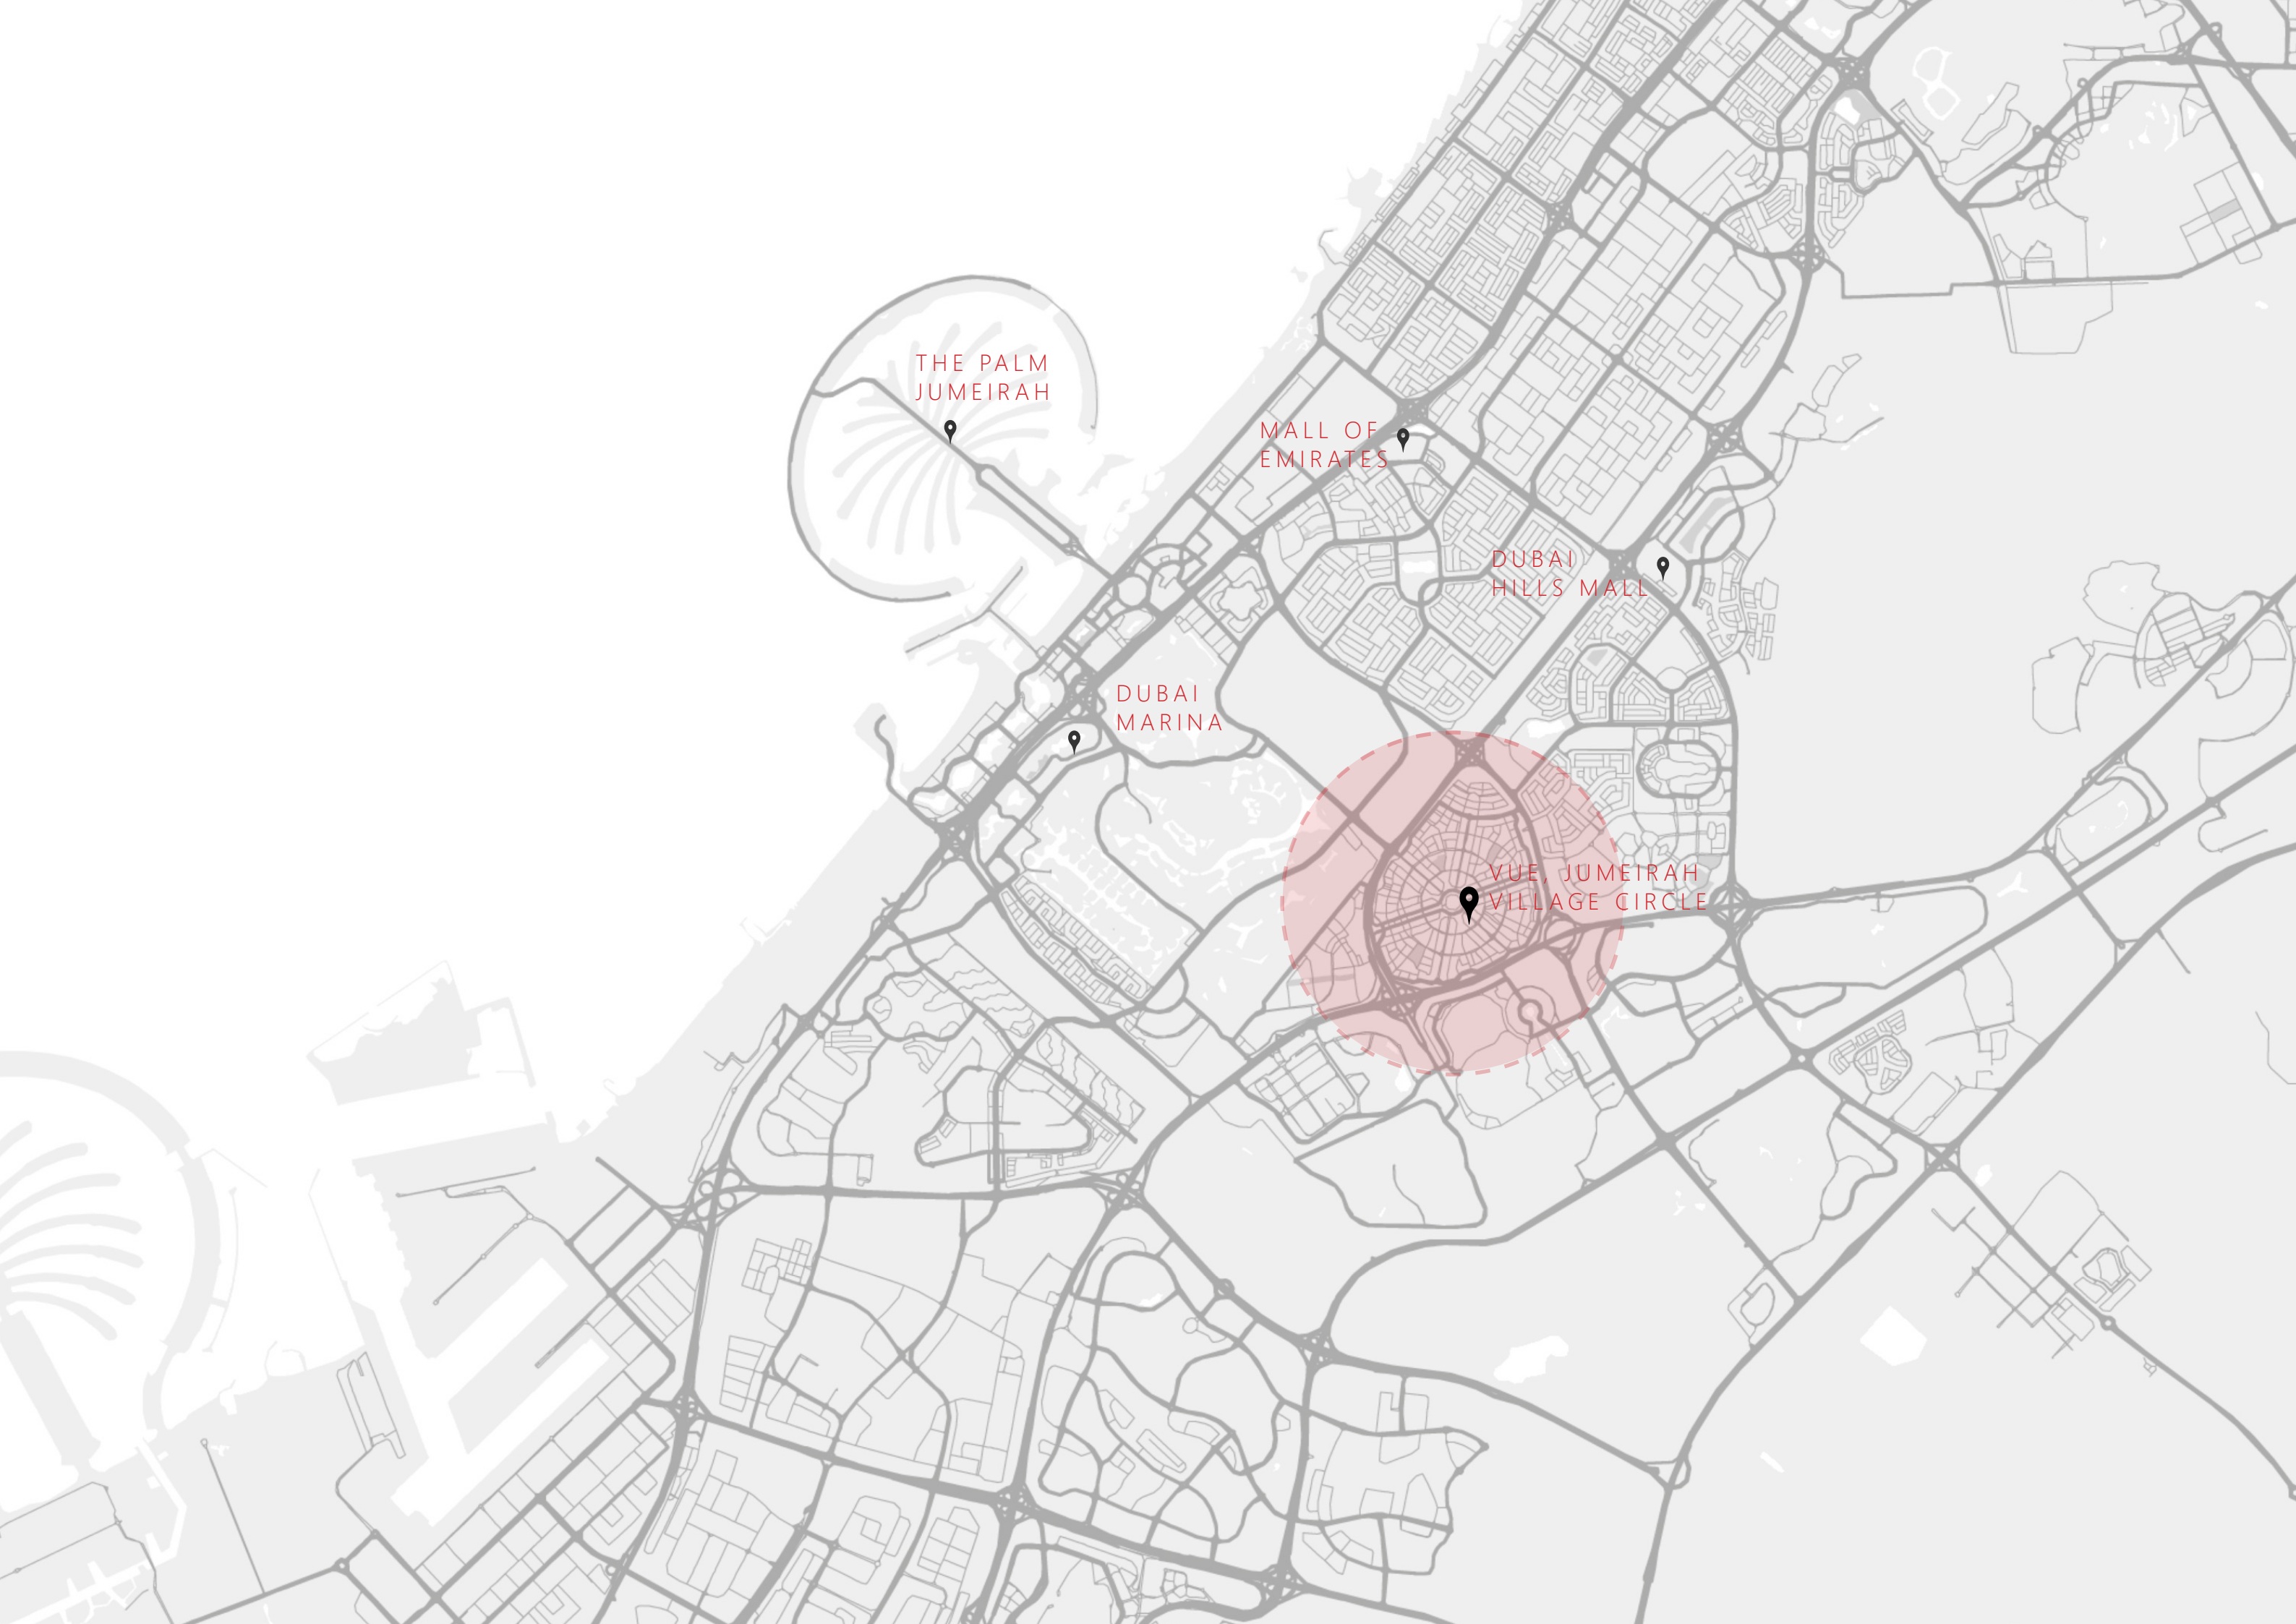 THE PALM
JUMEIRAH
MALL OF
EMIRATES
DUBAI
HILLS MALL
DUBAI
MARINA
VUE, JUMEIRAH
VILLAGE CIRCLE